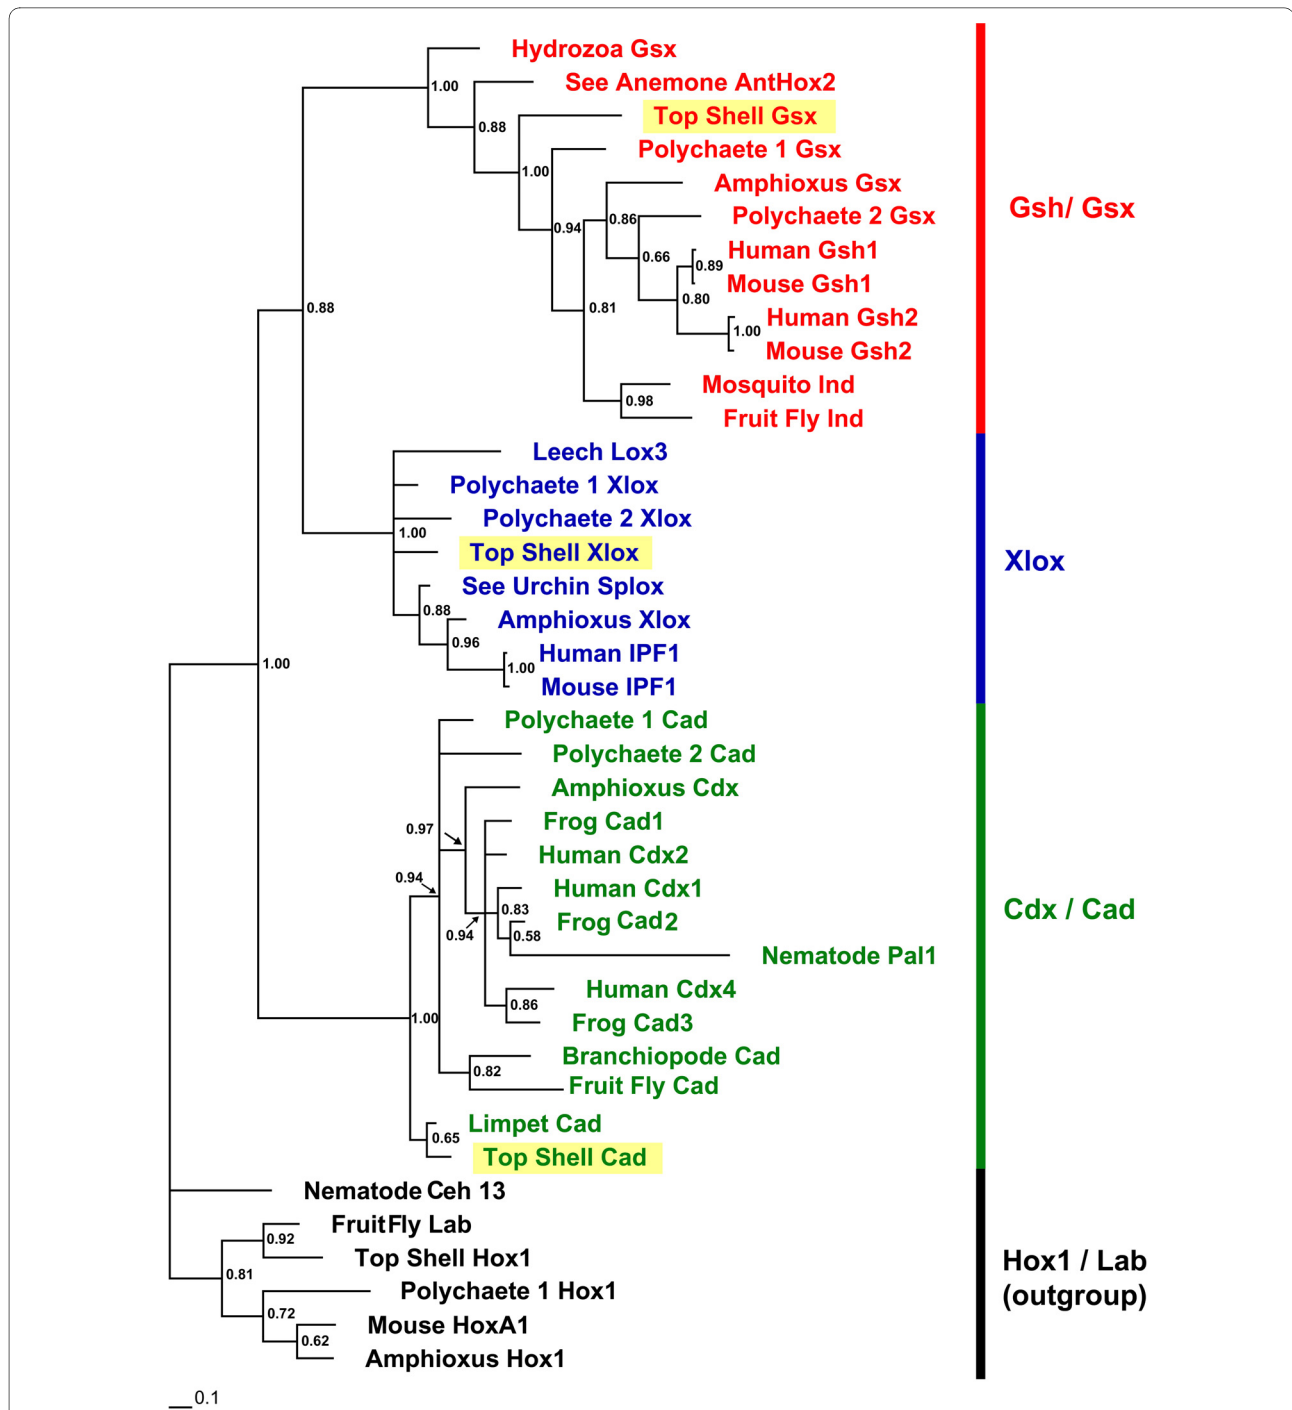 Hydrozoa Gsx
1.00
See Anemone AntHox2
Top Shell Gsx
0.88
Polychaete 1 Gsx
1.00
Amphioxus Gsx
Gsh/ Gsx
Polychaete 2 Gsx
0.86
0.94
Human Gsh1
0.66
0.89
Mouse Gsh1
0.80
0.88
0.81
Human Gsh2
1.00
Mouse Gsh2
Mosquito Ind
0.98
Fruit Fly Ind
Leech Lox3
Polychaete 1 Xlox
Polychaete 2 Xlox
1.00
Top Shell Xlox
Xlox
See Urchin Splox
0.88
Amphioxus Xlox
0.96
Human IPF1
1.00
1.00
Mouse IPF1
Polychaete 1 Cad
Polychaete 2 Cad
Amphioxus Cdx
Frog Cad1
0.97
Human Cdx2
0.94
Human Cdx1
0.83
Cdx / Cad
Frog Cad2
0.94
0.58
Nematode Pal1
Human Cdx4
0.86
1.00
Frog Cad3
Branchiopode Cad
0.82
Fruit Fly Cad
Limpet Cad
0.65
Top Shell Cad
Nematode Ceh 13
FruitFly Lab
0.92
Top Shell Hox1
Hox1 / Lab
(outgroup)
0.81
Polychaete 1 Hox1
0.72
Mouse HoxA1
0.62
Amphioxus Hox1
0.1